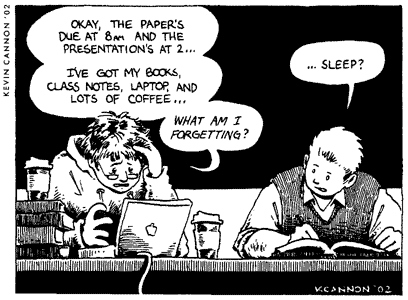 OKAY, THE PAPER'S
DUE AT 8AM AND THE
PRESENTATION'S AT 2...
I'VE GOT MY BOOKS,
CLASS NOTES, LAPTOP, AND
LOTS OF COFFEE...
WHAT AM I
FORGETTING?
... SLEEP?
KEVIN CANNON '02
K.CANNON '02